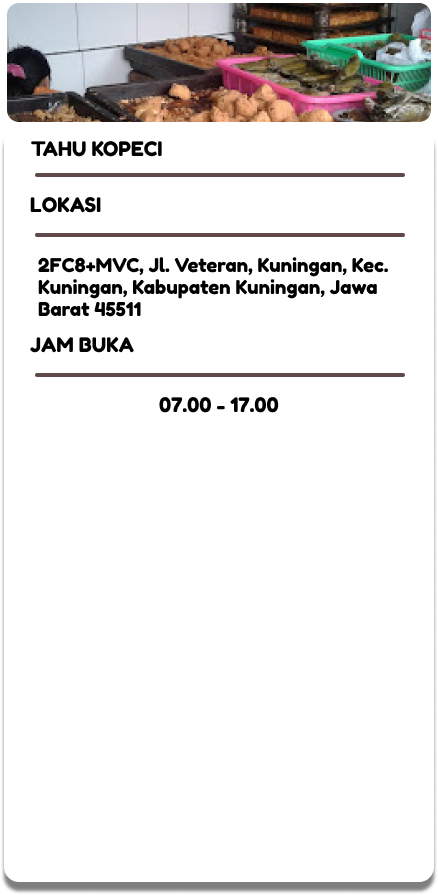 TAHU KOPECI
LOKASI
2FC8+MVC, Jl. Veteran, Kuningan, Kec.
Kuningan, Kabupaten Kuningan, Jawa
Barat 45511
JAM BUKA
07.00 - 17.00